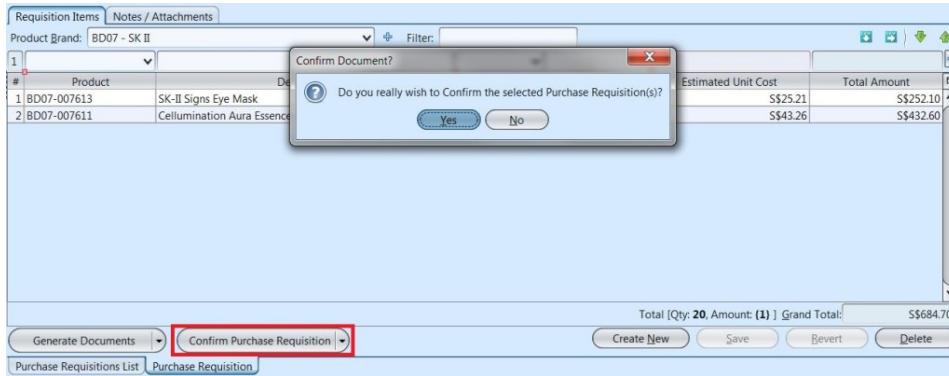 Requisition Items Notes / Attachments
Product Brand: BD07 - SK II Filter:
1
Confirm Document?
# Product De Estimated Unit Cost Total Amount
Do you really wish to Confirm the selected Purchase Requisition(s)?
1 BD07-007613 SK-II Signs Eye Mask S$25.21 S$252.10
2 BD07-007611 Cellumination Aura Essence S$43.26 S$432.60
Yes No
Total [Qty: 20, Amount: (1) ] Grand Total: S$684.70
Generate Documents Confirm Purchase Requisition Create New Save Revert Delete
Purchase Requisitions List Purchase Requisition